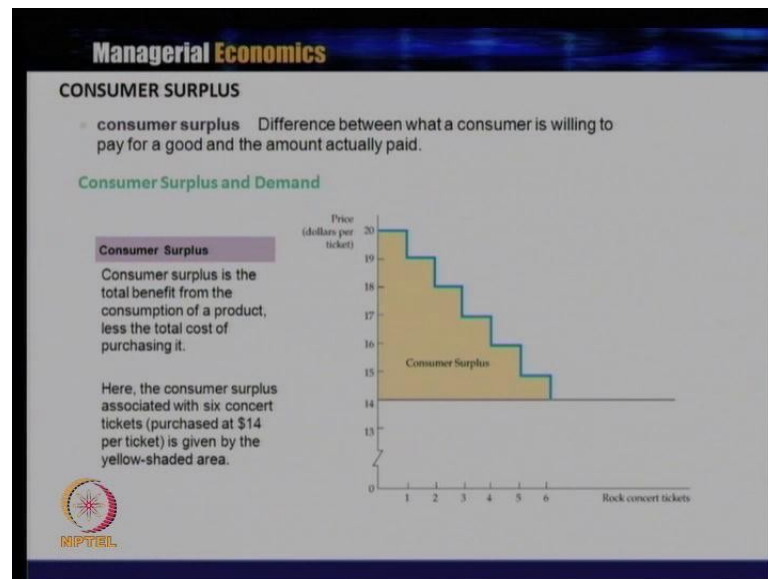 Managerial Economics
CONSUMER SURPLUS
consumer surplus Difference between what a consumer is willing to
pay for a good and the amount actually paid.
Consumer Surplus and Demand
Consumer Surplus
Consumer surplus is the
total benefit from the
consumption of a product,
less the total cost of
purchasing it.
Here, the consumer surplus
associated with six concert
tickets (purchased at $14
per ticket) is given by the
yellow-shaded area.
Price
(dollars per
ticket)
20
19
18
17
16
15
14
13
0
Consumer Surplus
1 2 3 4 5 6 Rock concert tickets
NPTEL